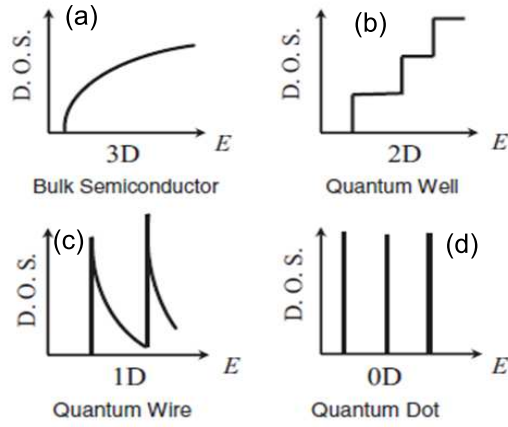 (a)
D. O. S.
E
3D
Bulk Semiconductor
(b)
D. O. S.
E
2D
Quantum Well
(c)
D. O. S.
E
1D
Quantum Wire
(d)
D. O. S.
E
0D
Quantum Dot